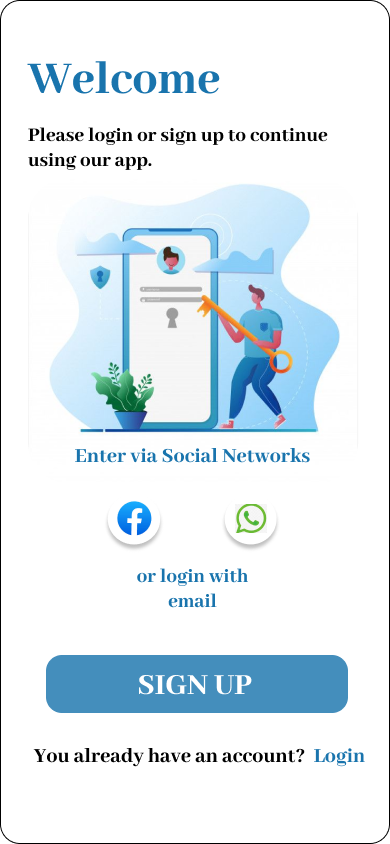 Welcome
Please login or sign up to continue
using our app.
Enter via Social Networks
or login with
email
SIGN UP
You already have an account? Login